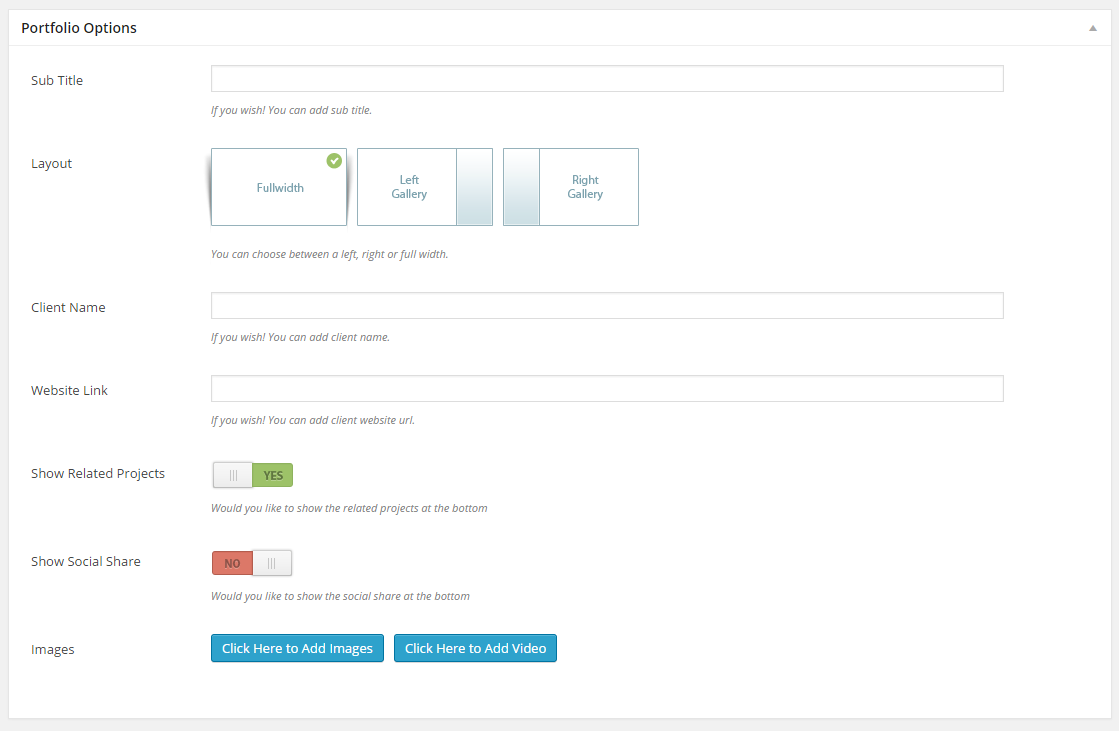 Portfolio Options
Sub Title
If you wish! You can add sub title.
Layout
Fullwidth
Left
Gallery
Right
Gallery
You can choose between a left, right or full width.
Client Name
If you wish! You can add client name.
Website Link
If you wish! You can add client website url.
Show Related Projects
YES
Would you like to show the related projects at the bottom
Show Social Share
NO
Would you like to show the social share at the bottom
Images
Click Here to Add Images
Click Here to Add Video